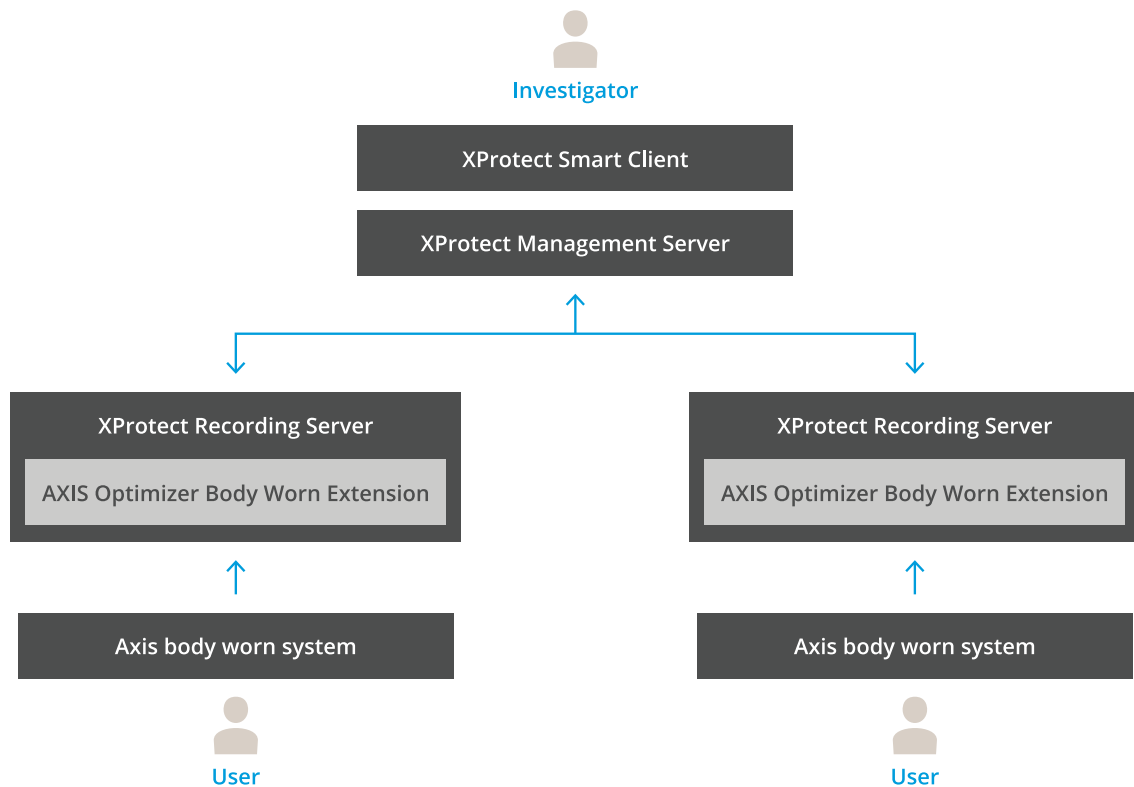 Investigator
XProtect Smart Client
XProtect Management Server
XProtect Recording Server
XProtect Recording Server
AXIS Optimizer Body Worn Extension
AXIS Optimizer Body Worn Extension
Axis body worn system
Axis body worn system
User
User